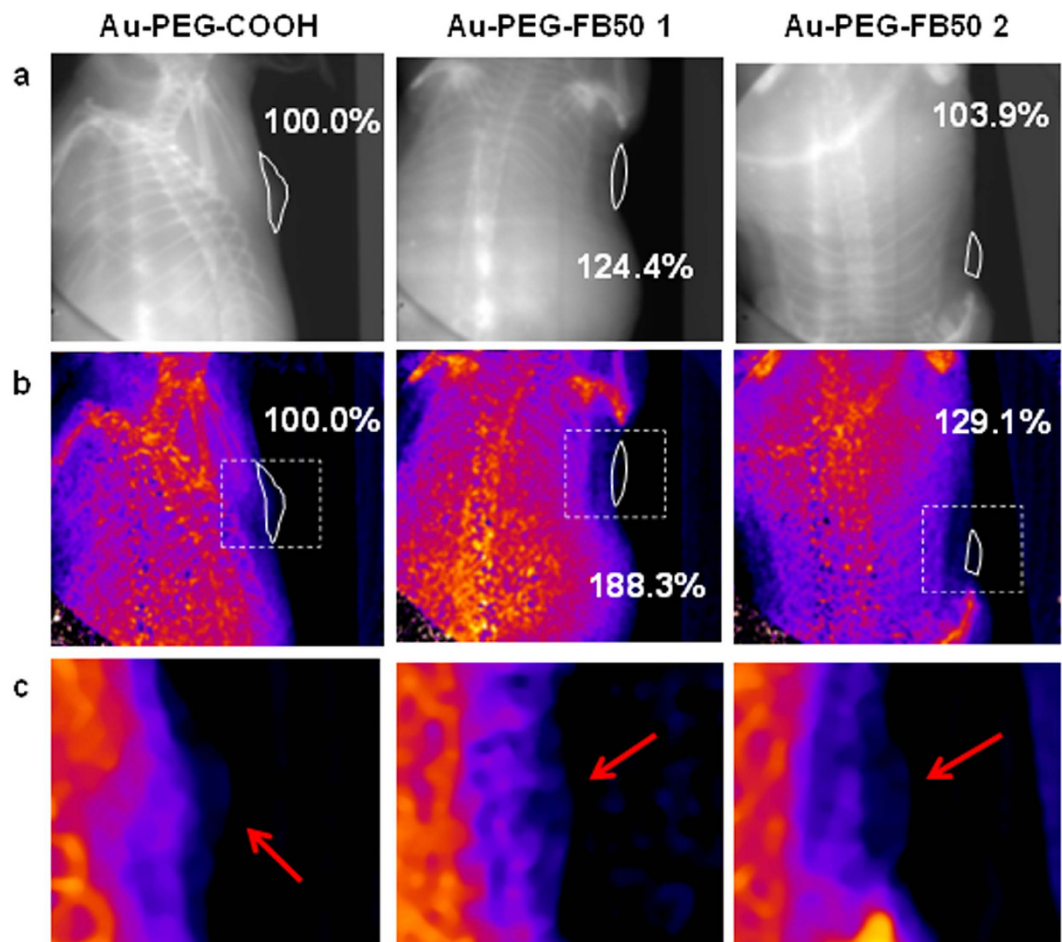 Au-PEG-COOH Au-PEG-FB50 1 Au-PEG-FB50 2
a
100.0% 124.4% 103.9%
b
100.0% 188.3% 129.1%
c